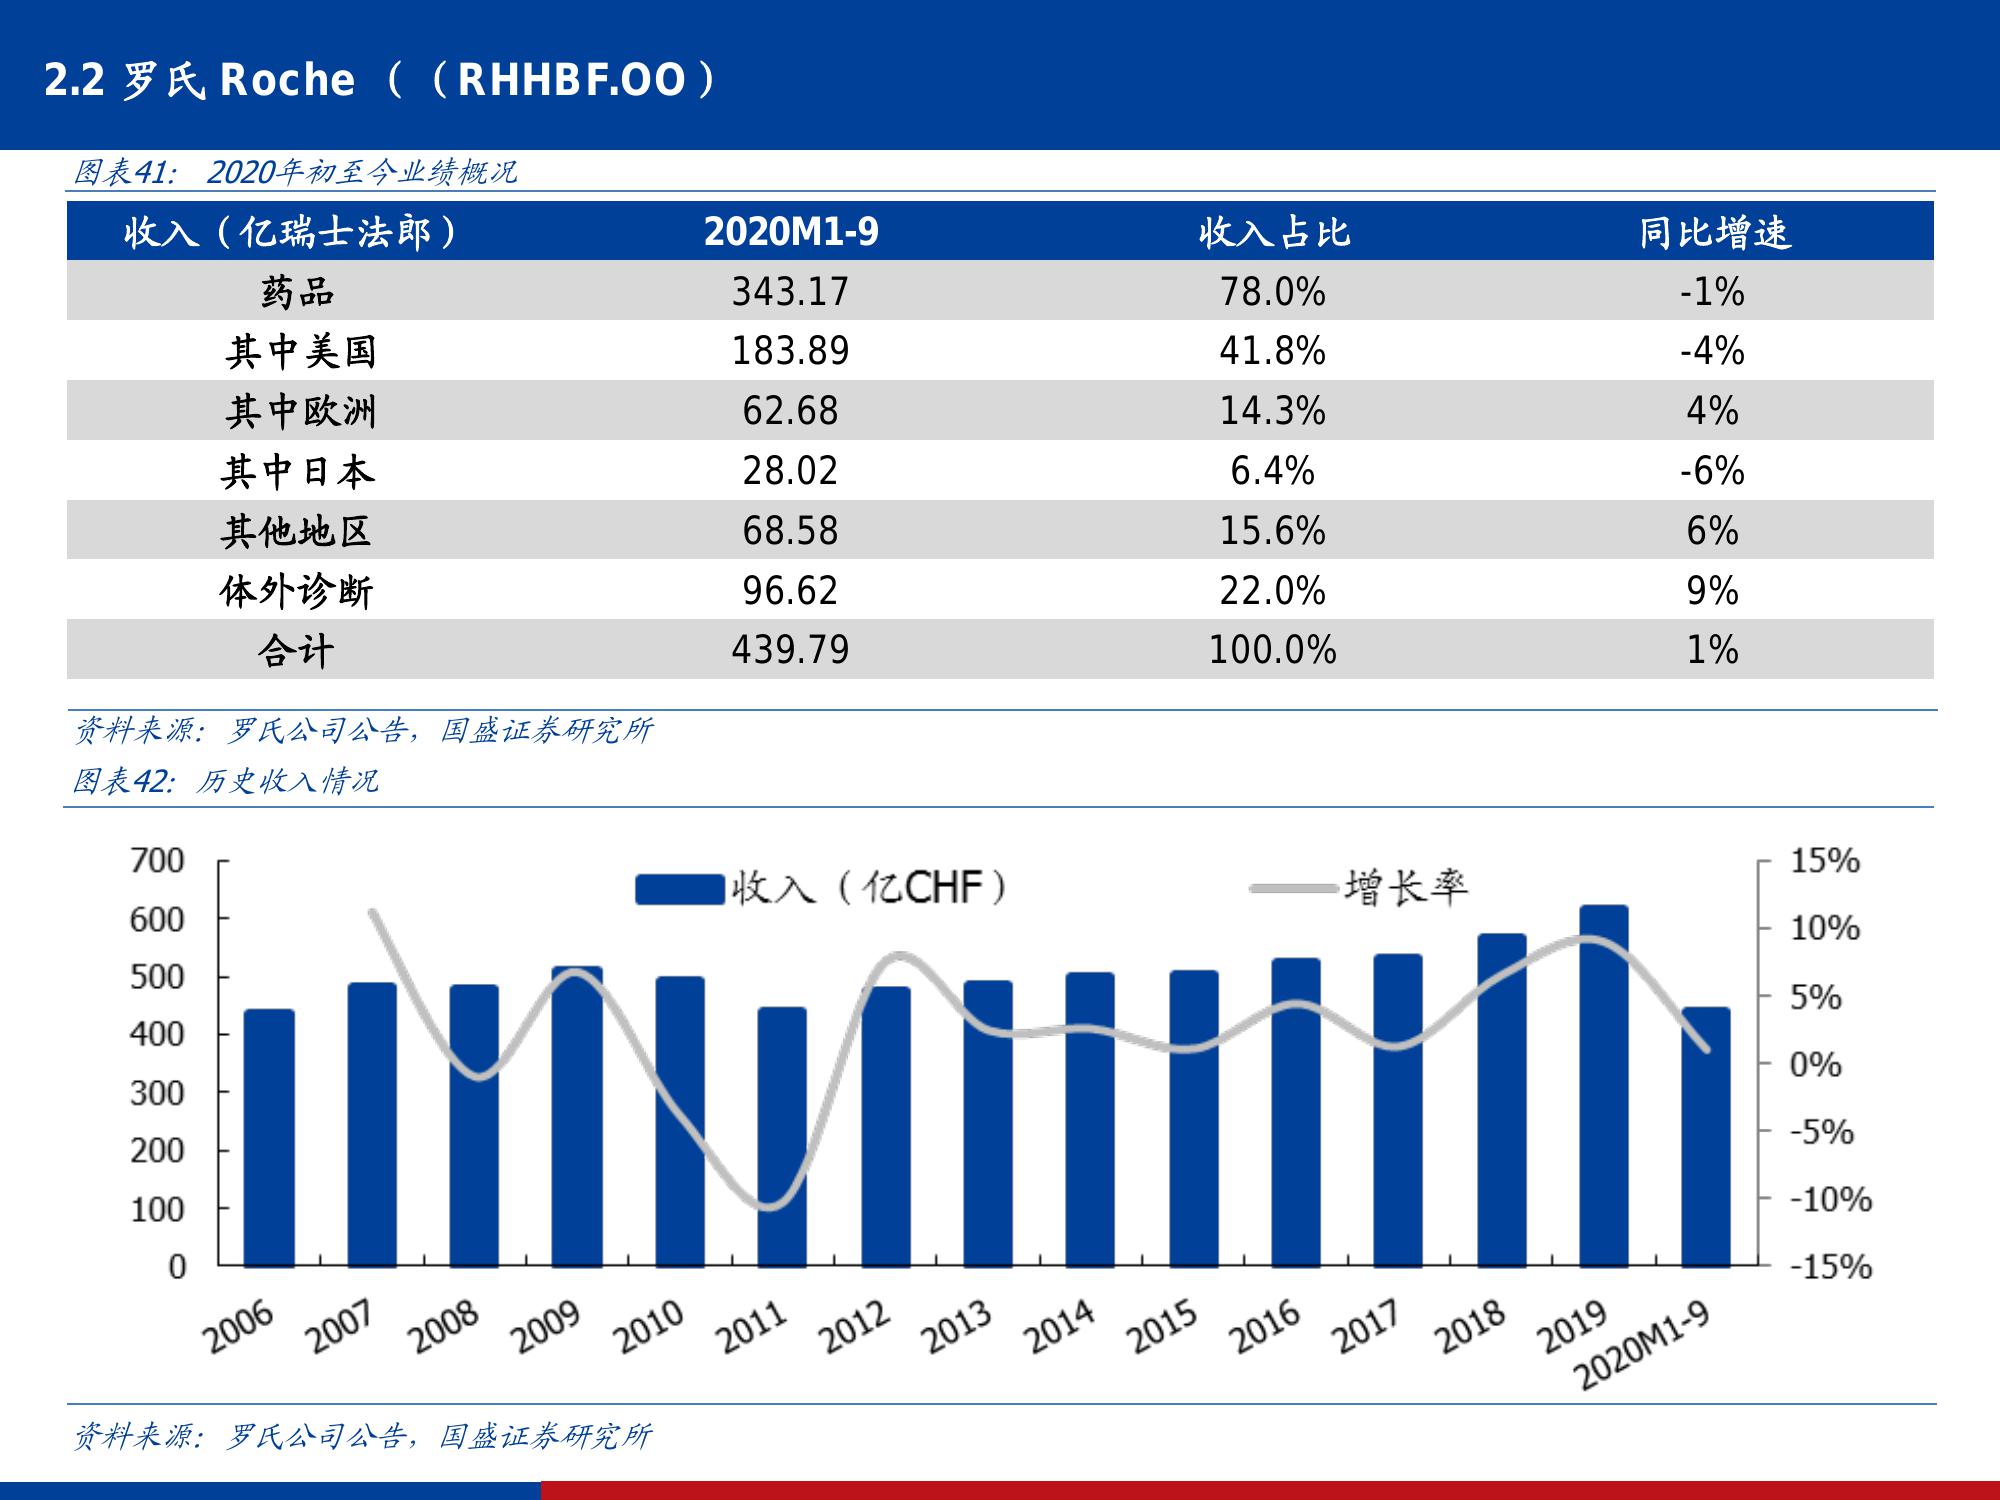 2.2 罗氏 Roche（（RHHBF.OO）
图表41： 2020年初至今业绩概况
收入（亿瑞士法郎） 2020M1-9 收入占比 同比增速
药品 343.17 78.0% -1%
其中美国 183.89 41.8% -4%
其中欧洲 62.68 14.3% 4%
其中日本 28.02 6.4% -6%
其他地区 68.58 15.6% 6%
体外诊断 96.62 22.0% 9%
合计 439.79 100.0% 1%
资料来源：罗氏公司公告，国盛证券研究所
图表42：历史收入情况
收入（亿CHF） 增长率
700 15%
600 10%
500 5%
400 0%
300 -5%
200 -10%
100 -15%
0
2006 2007 2008 2009 2010 2011 2012 2013 2014 2015 2016 2017 2018 2019 2020M1-9
资料来源：罗氏公司公告，国盛证券研究所